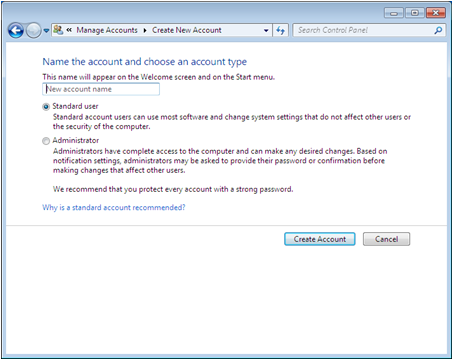 « Manage Accounts ▸ Create New Account
Search Control Panel
Name the account and choose an account type
This name will appear on the Welcome screen and on the Start menu.
New account name
Standard user
Standard account users can use most software and change system settings that do not affect other users or
the security of the computer.
Administrator
Administrators have complete access to the computer and can make any desired changes. Based on
notification settings, administrators may be asked to provide their password or confirmation before
making changes that affect other users.
We recommend that you protect every account with a strong password.
Why is a standard account recommended?
Create Account
Cancel